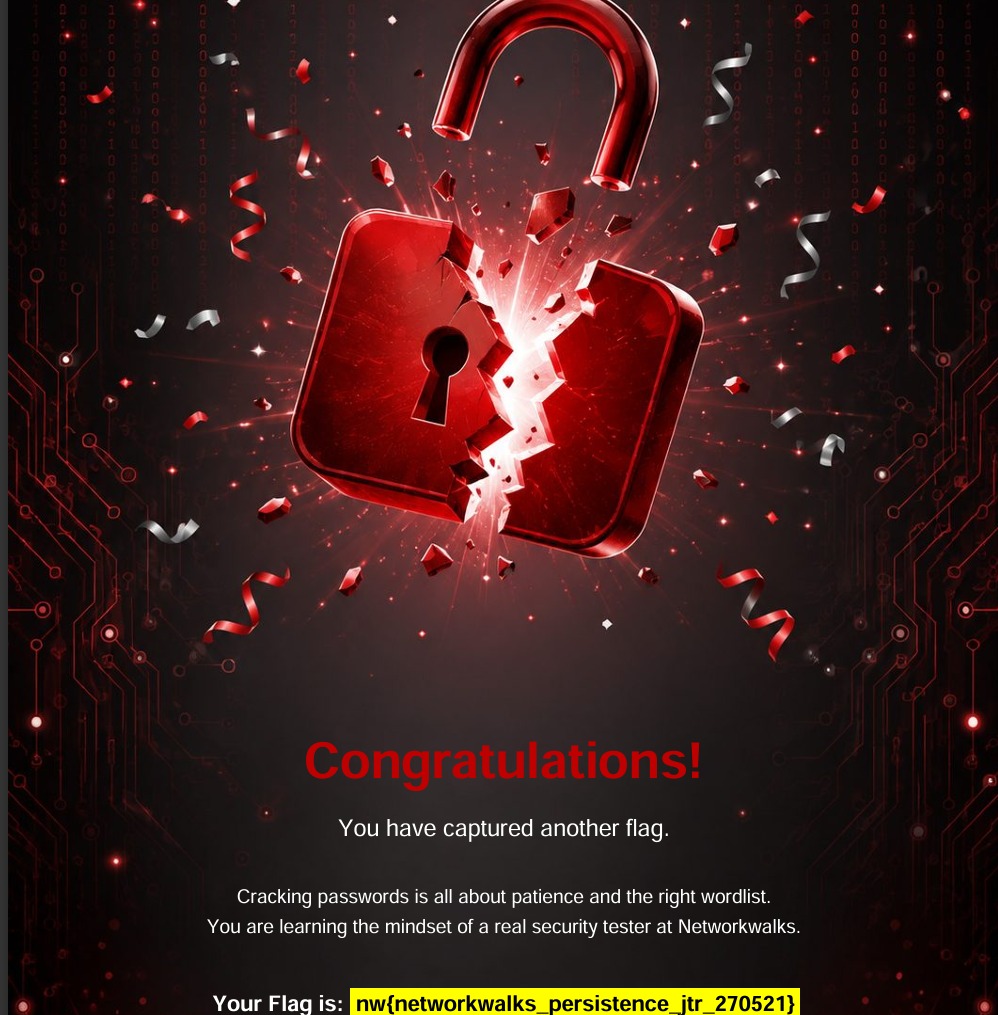 Congratulations!
You have captured another flag.
Cracking passwords is all about patience and the right wordlist.
You are learning the mindset of a real security tester at Networkwalks.
Your Flag is: nw{networkwalks_persistence_jtr_270521}